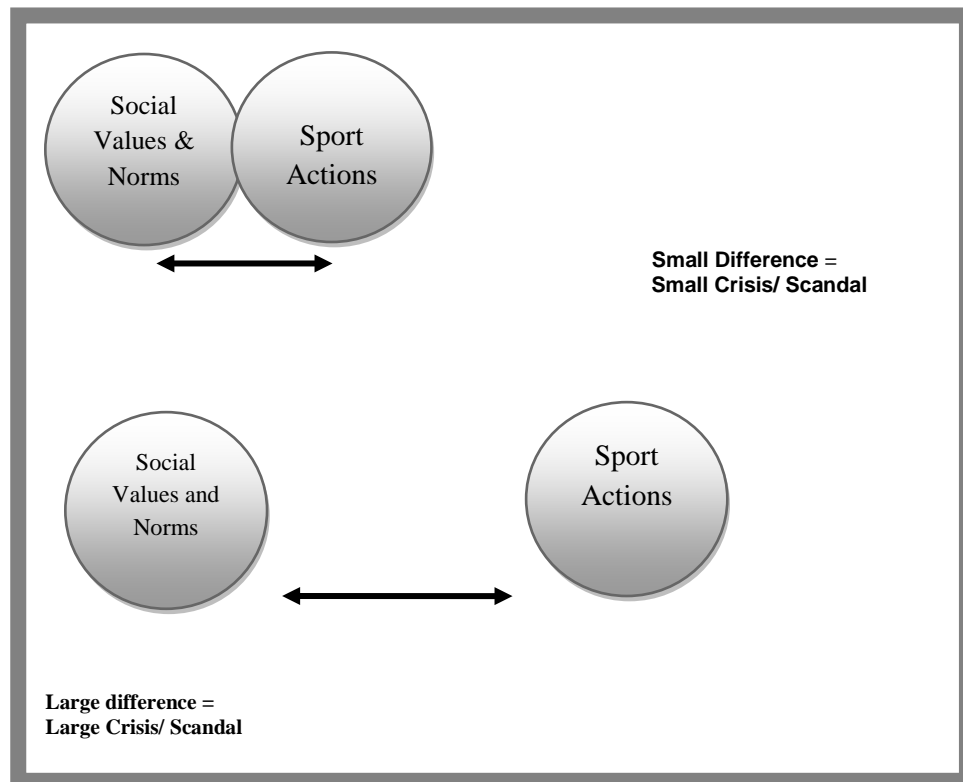 Social
Values &
Norms
Sport
Actions
Small Difference =
Small Crisis/ Scandal
Social
Values and
Norms
Sport
Actions
Large difference =
Large Crisis/ Scandal